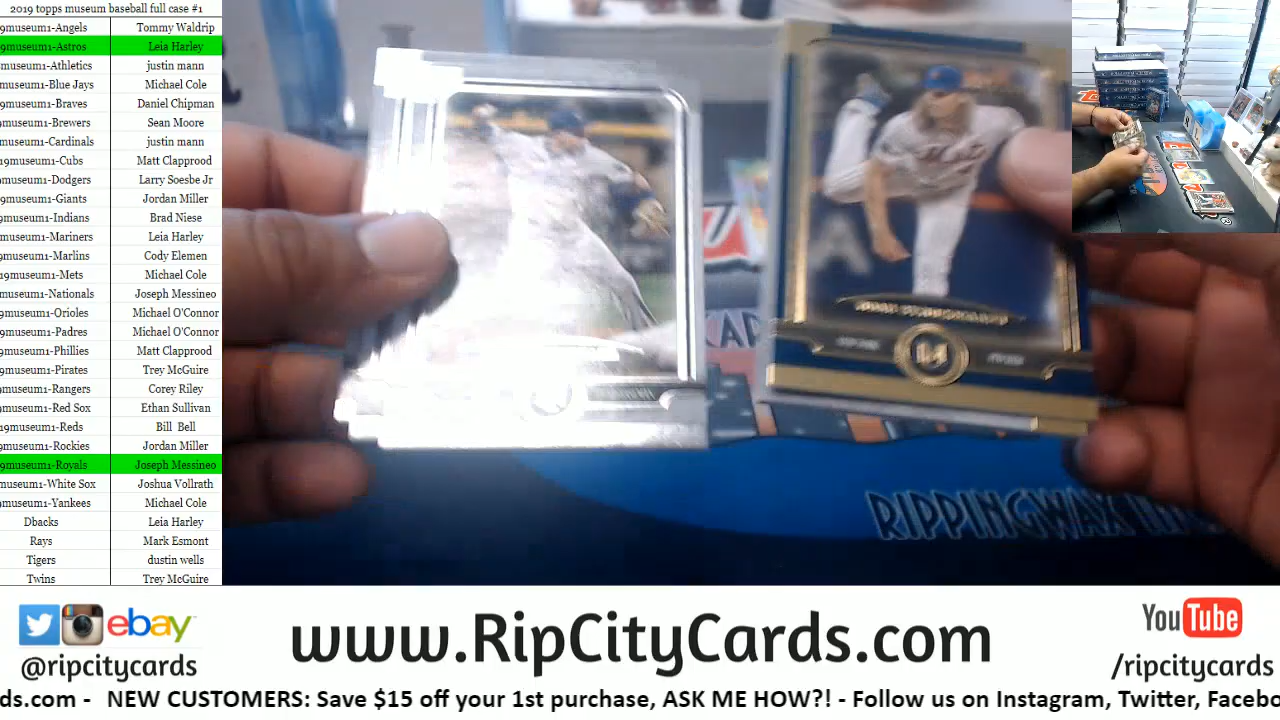 2019 topps museum baseball full case #1
9museum1-Angels Tommy Waldrip
9museum1-Astros Leia Harley
museum1-Athletics justin mann
museum1-Blue Jays Michael Cole
9museum1-Braves Daniel Chipman
museum1-Brewers Sean Moore
museum1-Cardinals justin mann
19museum1-Cubs Matt Clapprood
museum1-Dodgers Larry Soesbe Jr
9museum1-Giants Jordan Miller
museum1-Indians Brad Niese
museum1-Mariners Leia Harley
museum1-Marlins Cody Elemen
19museum1-Mets Michael Cole
museum1-Nationals Joseph Messineo
museum1-Orioles Michael O'Connor
museum1-Padres Michael O'Connor
museum1-Phillies Matt Clapprood
museum1-Pirates Trey McGuire
museum1-Rangers Corey Riley
museum1-Red Sox Ethan Sullivan
19museum1-Reds Bill Bell
museum1-Rockies Jordan Miller
9museum1-Royals Joseph Messineo
museum1-White Sox Joshua Vollrath
museum1-Yankees Michael Cole
Dbacks Leia Harley
Rays Mark Esmont
Tigers dustin wells
Twins Trey McGuire
RIPPINGWAX
ebay
@ripcitycards
www.RipCityCards.com
YouTube
/ripcitycards
ds.com - NEW CUSTOMERS: Save $15 off your 1st purchase, ASK ME HOW?! - Follow us on Instagram, Twitter, Facebo